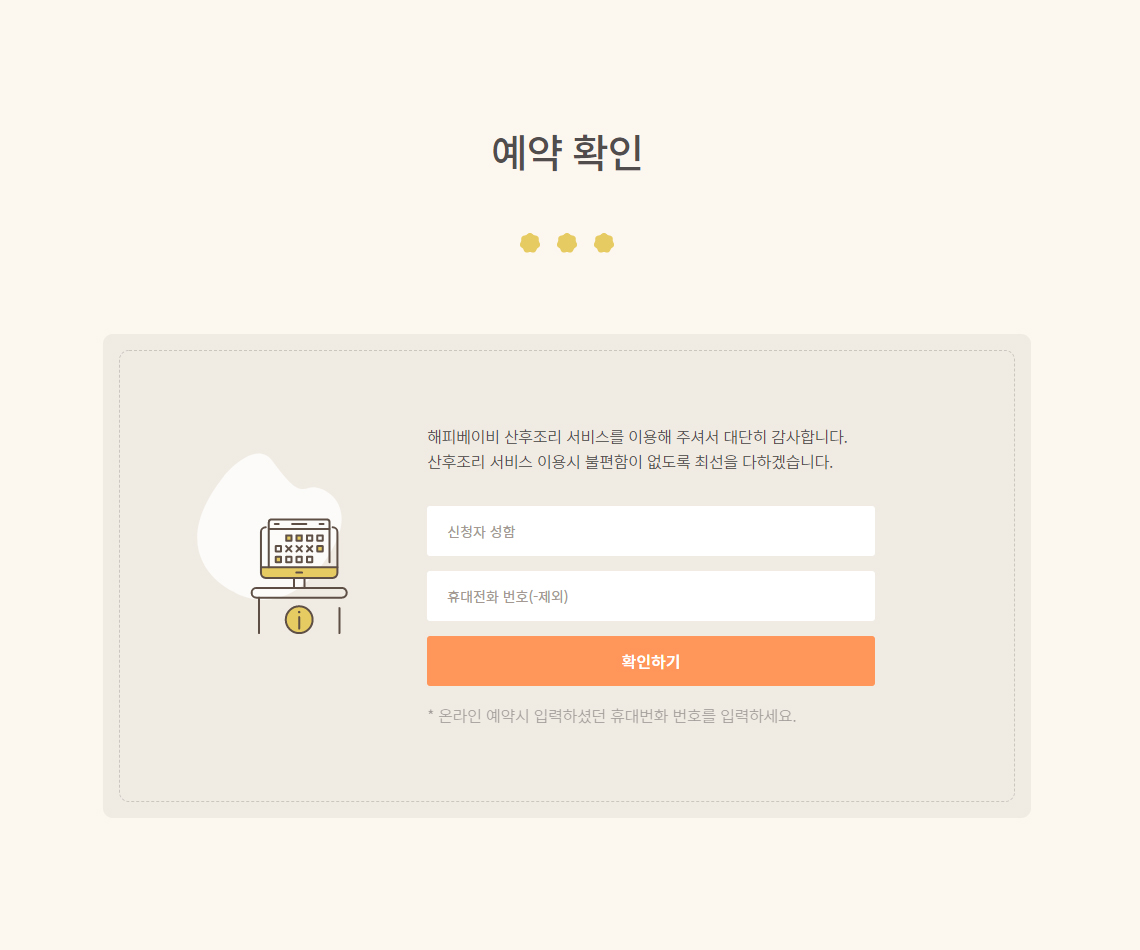 예약 확인
해피베이비 산후조리 서비스를 이용해 주셔서 대단히 감사합니다.
산후조리 서비스 이용시 불편함이 없도록 최선을 다하겠습니다.
신청자 성함
휴대전화 번호(-제외)
확인하기
* 온라인 예약시 입력하셨던 휴대번화 번호를 입력하세요.